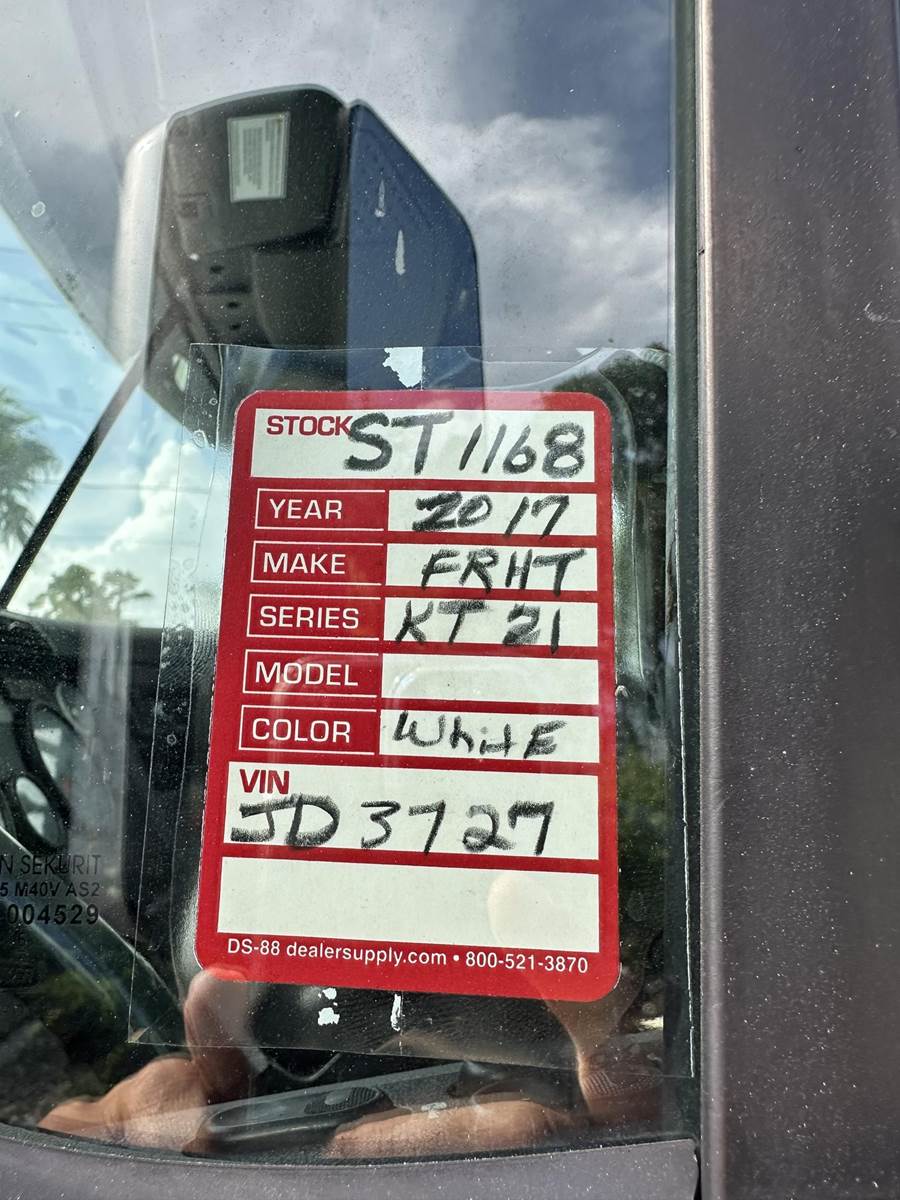 STOCK ST1168
YEAR 2017
MAKE FRHT
SERIES KT 21
MODEL
COLOR WhitE
VIN
JD3727
DS-88 dealersupply.com • 800-521-3870
N SEKURIT
5 M40V AS2
004529